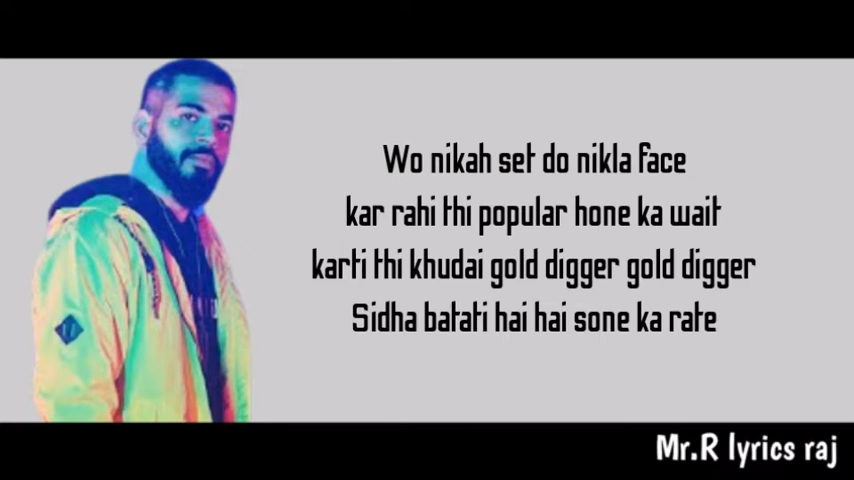 Wo nikah set do nikla face
kar rahi thi popular hone ka wait
karti thi khudai gold digger gold digger
Sidha batati hai hai sone ka rate
Mr.R lyrics raj